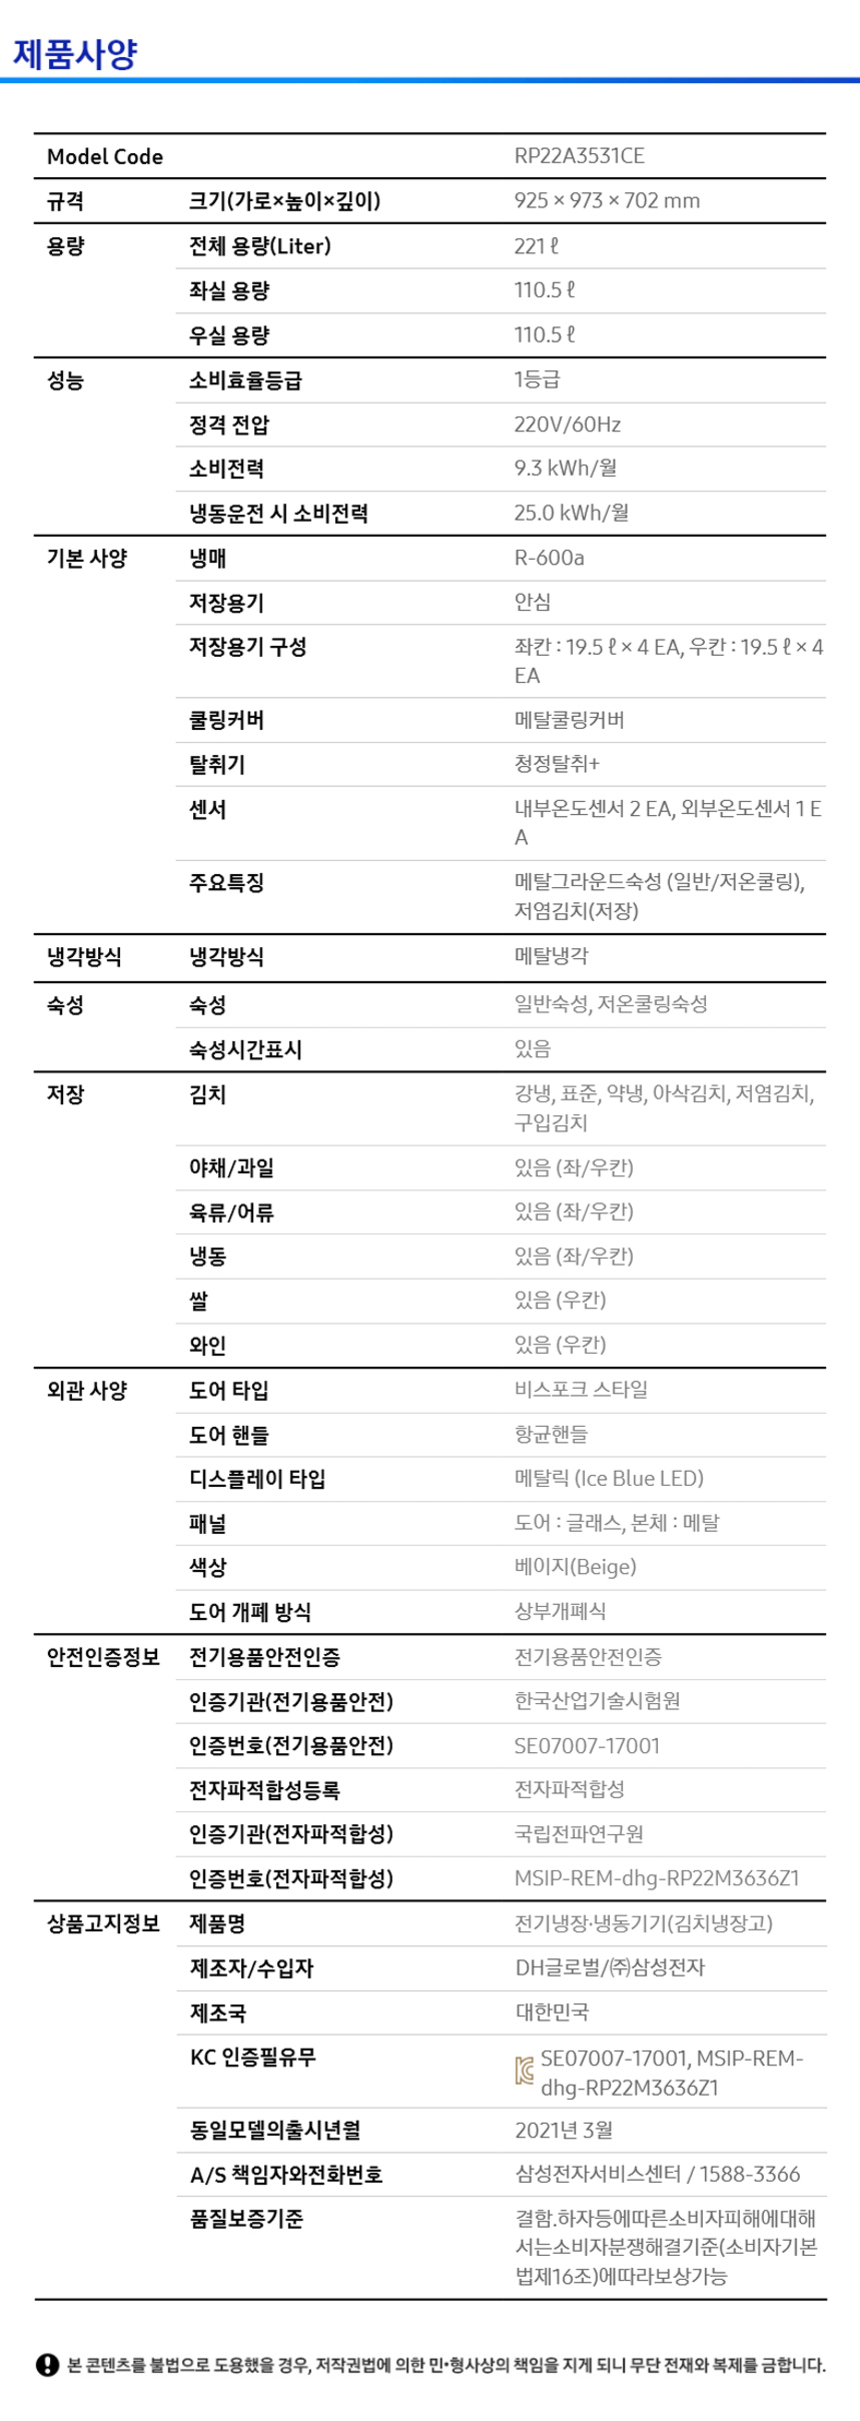 제품사양
Model Code RP22A3531CE
규격 크기(가로×높이×깊이) 925 × 973 × 702 mm
용량 전체 용량(Liter) 221 ℓ
좌실 용량 110.5 ℓ
우실 용량 110.5 ℓ
성능 소비효율등급 1등급
정격 전압 220V/60Hz
소비전력 9.3 kWh/월
냉동운전 시 소비전력 25.0 kWh/월
기본 사양 냉매 R-600a
저장용기 안심
저장용기 구성 좌칸 : 19.5 ℓ × 4 EA, 우칸 : 19.5 ℓ × 4
EA
쿨링커버 메탈쿨링커버
탈취기 청정탈취+
센서 내부온도센서 2 EA, 외부온도센서 1 E
A
주요특징 메탈그라운드숙성 (일반/저온쿨링),
저염김치(저장)
냉각방식 냉각방식 메탈냉각
숙성 숙성 일반숙성, 저온쿨링숙성
숙성시간표시 있음
저장 김치 강냉, 표준, 약냉, 아삭김치, 저염김치,
구입김치
야채/과일 있음 (좌/우칸)
육류/어류 있음 (좌/우칸)
냉동 있음 (좌/우칸)
쌀 있음 (우칸)
와인 있음 (우칸)
외관 사양 도어 타입 비스포크 스타일
도어 핸들 항균핸들
디스플레이 타입 메탈릭 (Ice Blue LED)
패널 도어 : 글래스, 본체 : 메탈
색상 베이지(Beige)
도어 개폐 방식 상부개폐식
안전인증정보 전기용품안전인증 전기용품안전인증
인증기관(전기용품안전) 한국산업기술시험원
인증번호(전기용품안전) SE07007-17001
전자파적합성등록 전자파적합성
인증기관(전자파적합성) 국립전파연구원
인증번호(전자파적합성) MSIP-REM-dhg-RP22M3636Z1
상품고지정보 제품명 전기냉장·냉동기기(김치냉장고)
제조자/수입자 DH글로벌/㈜삼성전자
제조국 대한민국
KC 인증필유무 SE07007-17001, MSIP-REM-
dhg-RP22M3636Z1
동일모델의출시년월 2021년 3월
A/S 책임자와전화번호 삼성전자서비스센터 / 1588-3366
품질보증기준 결함.하자등에따른소비자피해에대해
서는소비자분쟁해결기준(소비자기본
법제16조)에따라보상가능
본 콘텐츠를 불법으로 도용했을 경우, 저작권법에 의한 민•형사상의 책임을 지게 되니 무단 전재와 복제를 금합니다.